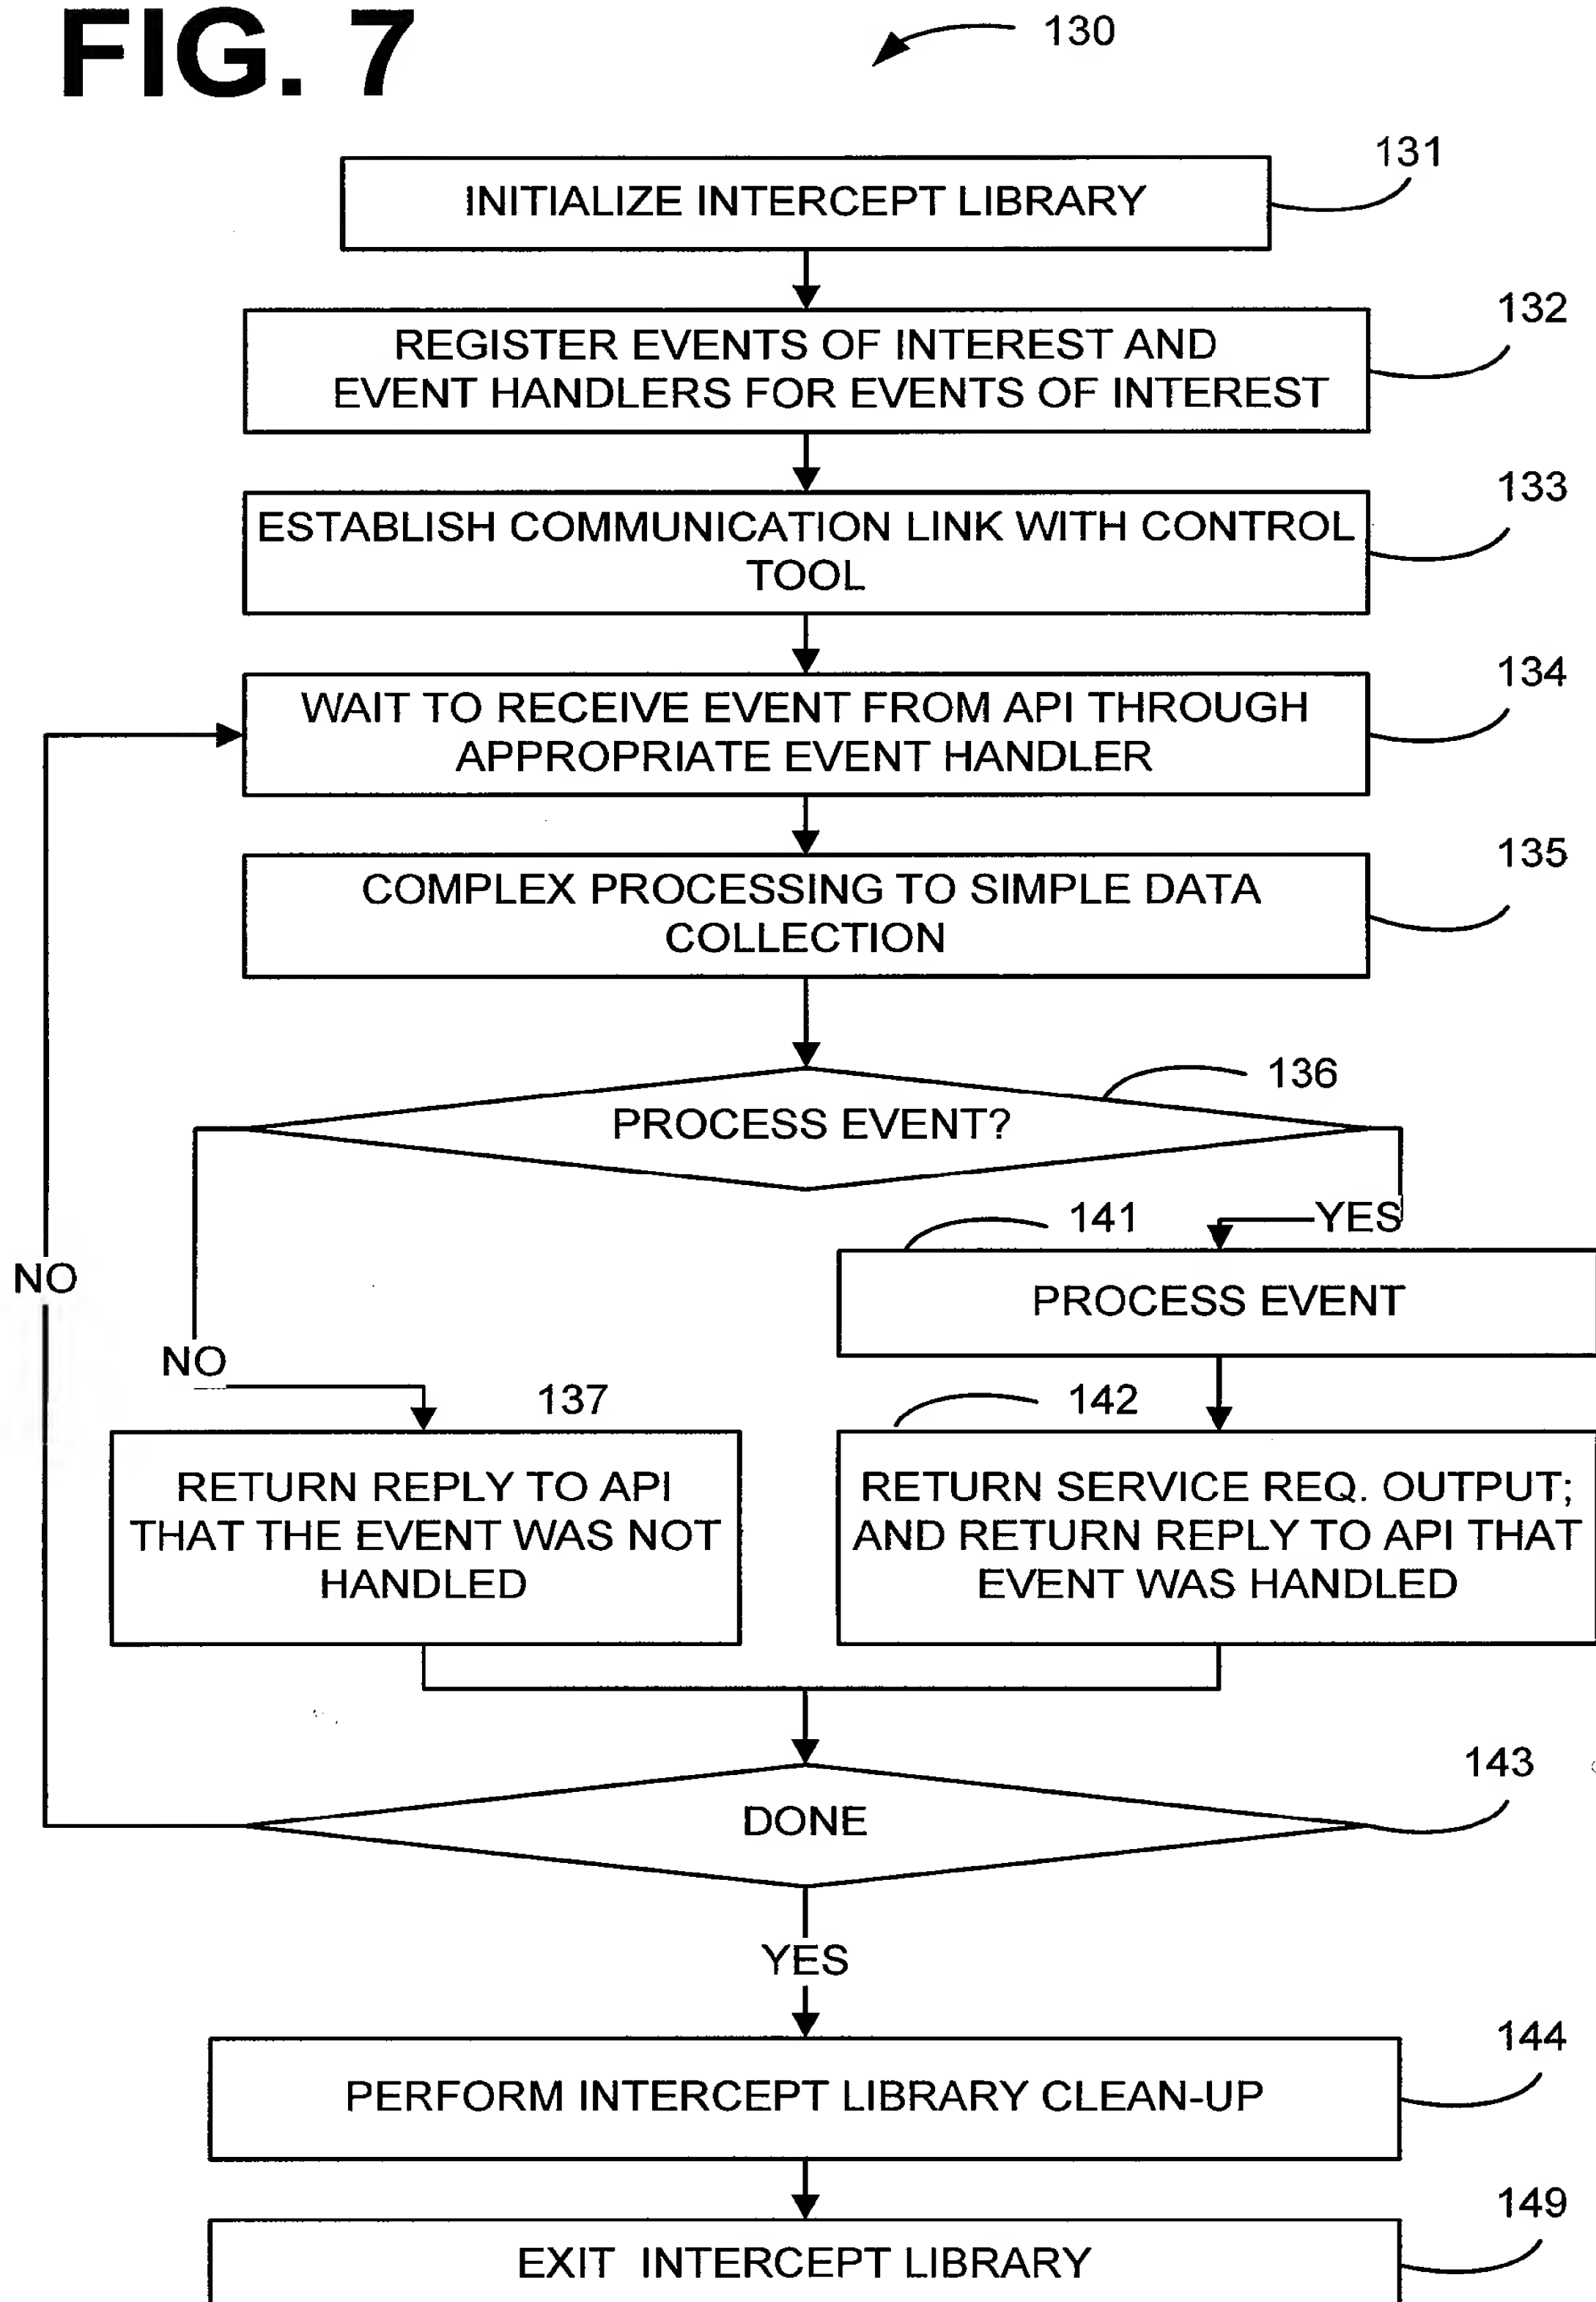 FIG. 7
130
131
INITIALIZE INTERCEPT LIBRARY
132
REGISTER EVENTS OF INTEREST AND
EVENT HANDLERS FOR EVENTS OF INTEREST
133
ESTABLISH COMMUNICATION LINK WITH CONTROL
TOOL
134
WAIT TO RECEIVE EVENT FROM API THROUGH
APPROPRIATE EVENT HANDLER
135
COMPLEX PROCESSING TO SIMPLE DATA
COLLECTION
136
PROCESS EVENT?
141
YES
NO
PROCESS EVENT
NO
137
142
RETURN REPLY TO API
THAT THE EVENT WAS NOT
HANDLED
RETURN SERVICE REQ. OUTPUT;
AND RETURN REPLY TO API THAT
EVENT WAS HANDLED
143
DONE
YES
144
PERFORM INTERCEPT LIBRARY CLEAN-UP
149
EXIT INTERCEPT LIBRARY